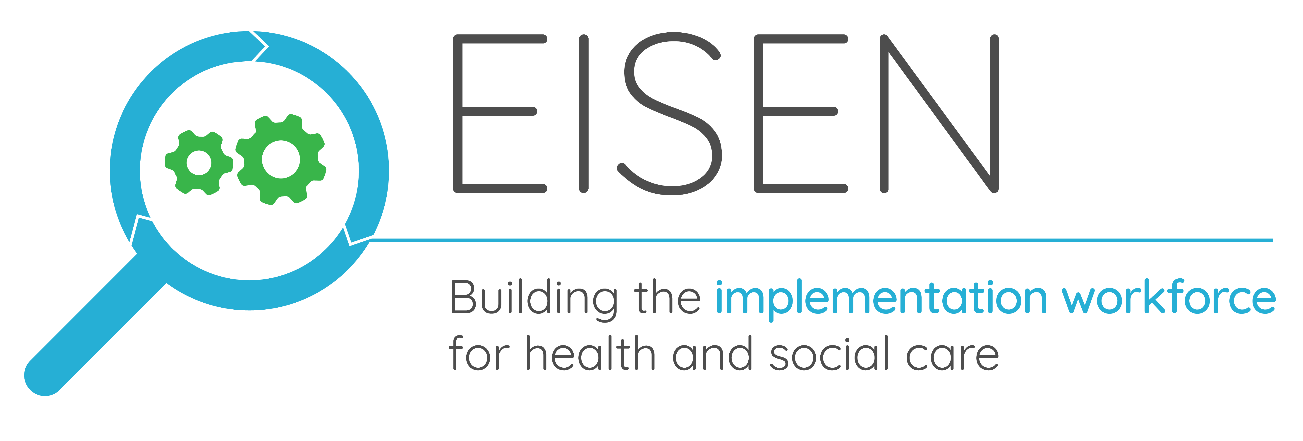 EISEN
Building the implementation workforce
for health and social care